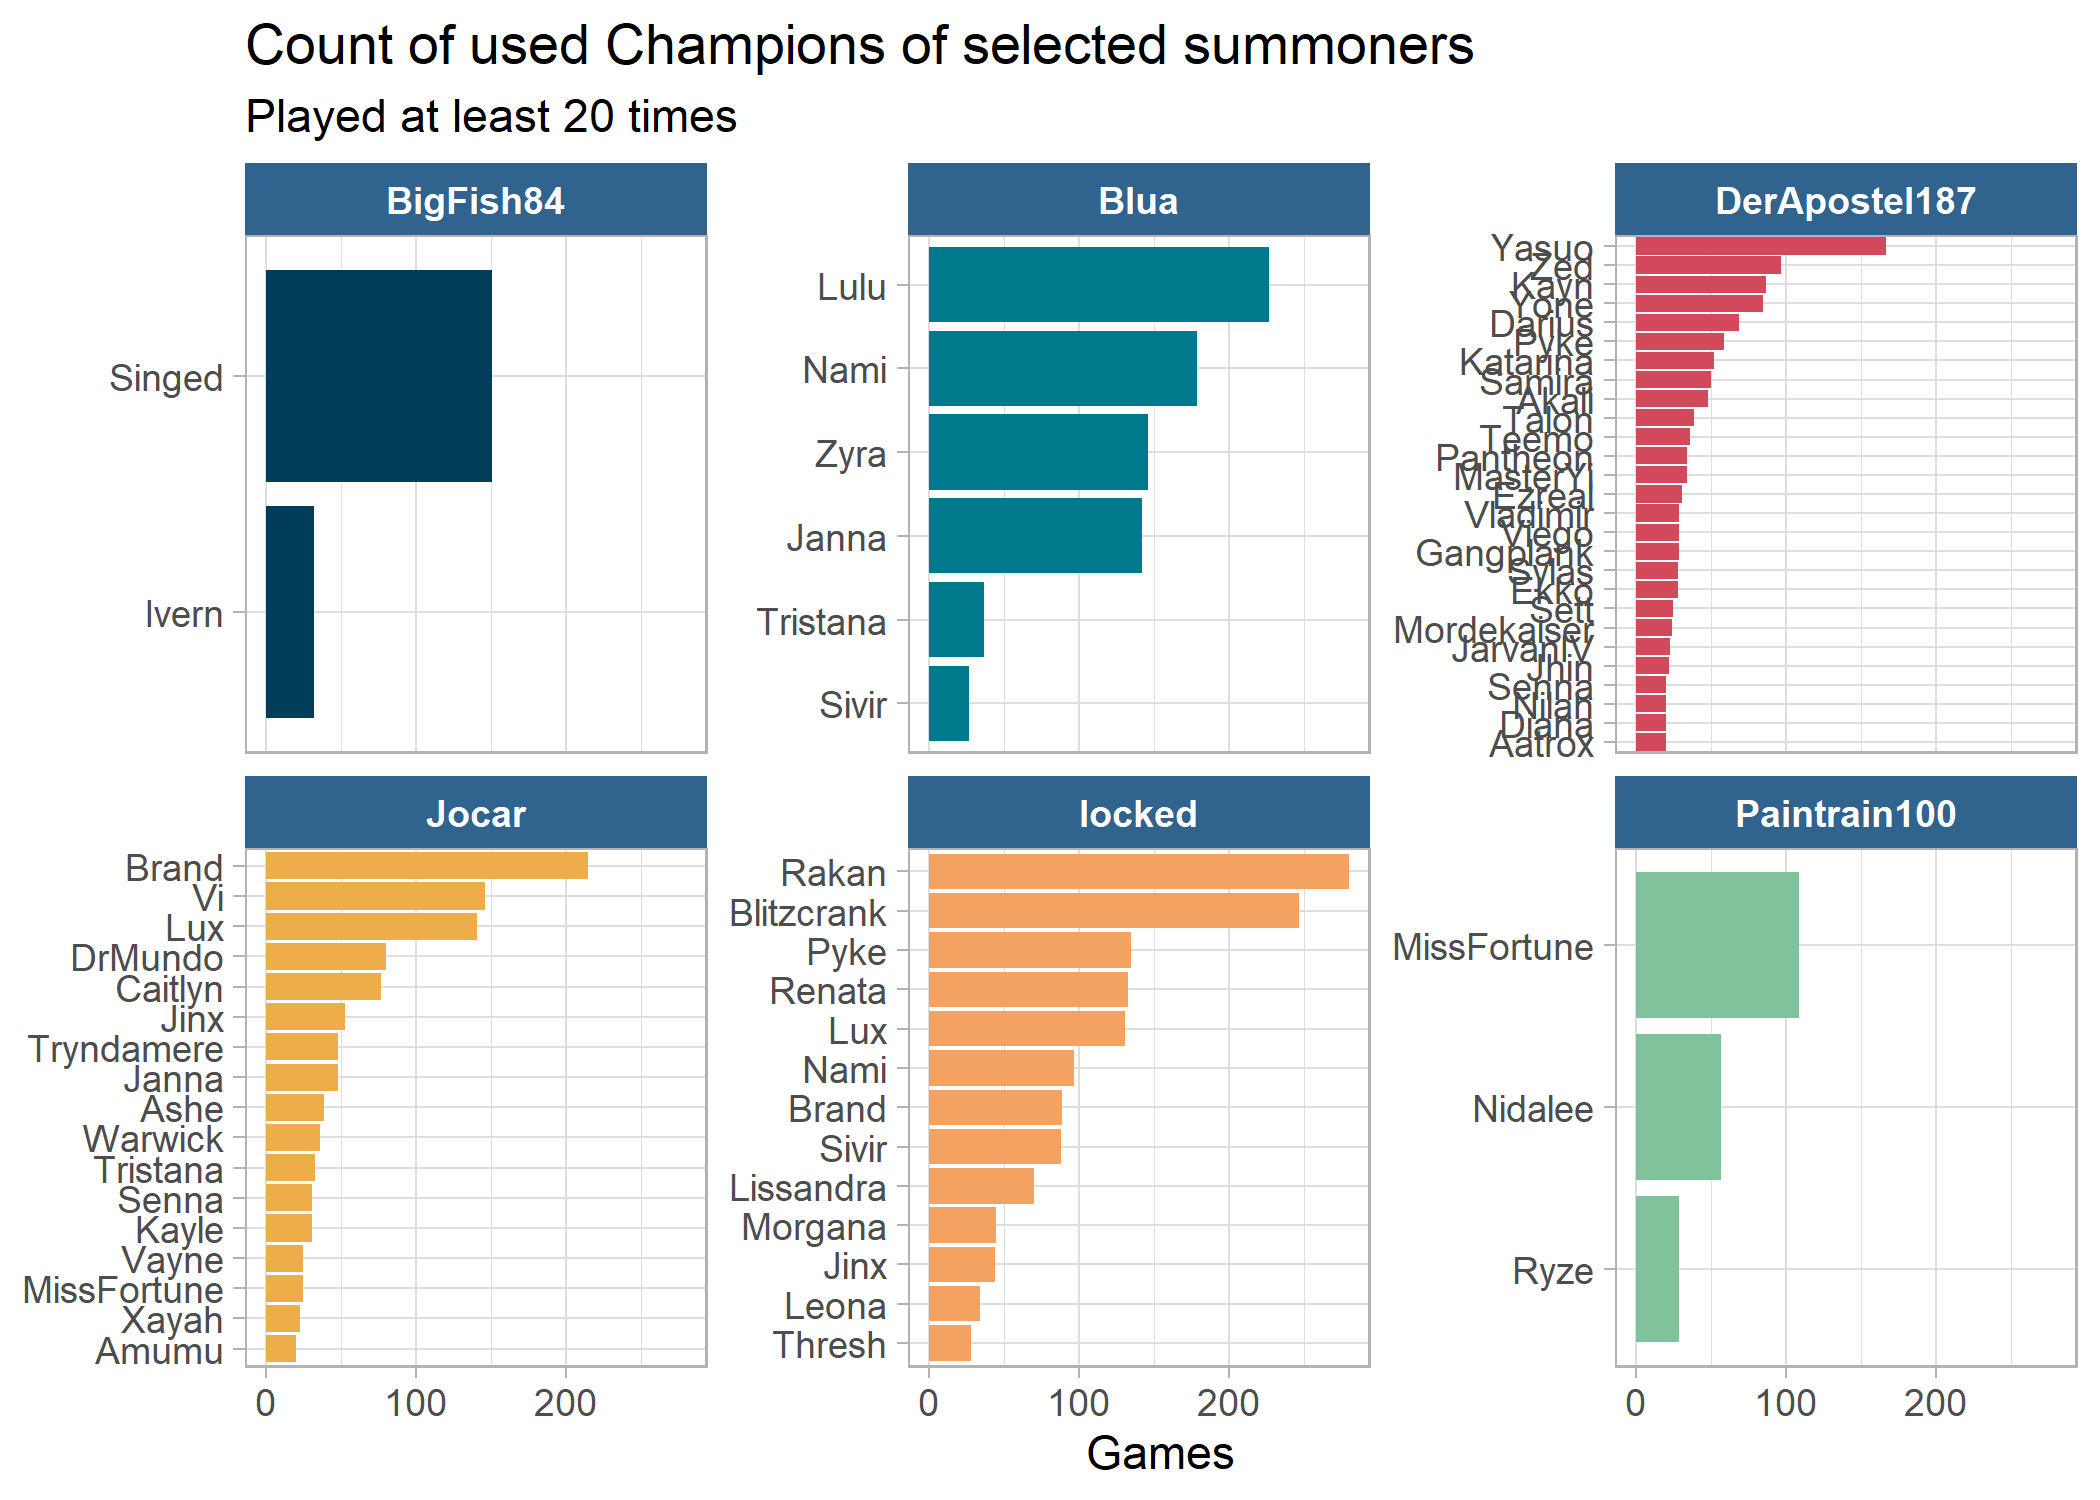 Count of used Champions of selected summoners
Played at least 20 times
BigFish84
Singed
Ivern
Blua
Lulu
Nami
Zyra
Janna
Tristana
Sivir
DerApostel187
Yasuo
Zed
Kayn
Yone
Darius
Pyke
Katarina
Samira
Akali
Talon
Teemo
Pantheon
MasterYi
Ezreal
Vladimir
Viego
Gangplank
Sylas
Ekko
Sett
Mordekaiser
JarvanIV
Jhin
Senna
Nilah
Diana
Aatrox
Jocar
Brand
Vi
Lux
DrMundo
Caitlyn
Jinx
Tryndamere
Janna
Ashe
Warwick
Tristana
Senna
Kayle
Vayne
MissFortune
Xayah
Amumu
0 100 200
locked
Rakan
Blitzcrank
Pyke
Renata
Lux
Nami
Brand
Sivir
Lissandra
Morgana
Jinx
Leona
Thresh
0 100 200
Paintrain100
MissFortune
Nidalee
Ryze
0 100 200
Games